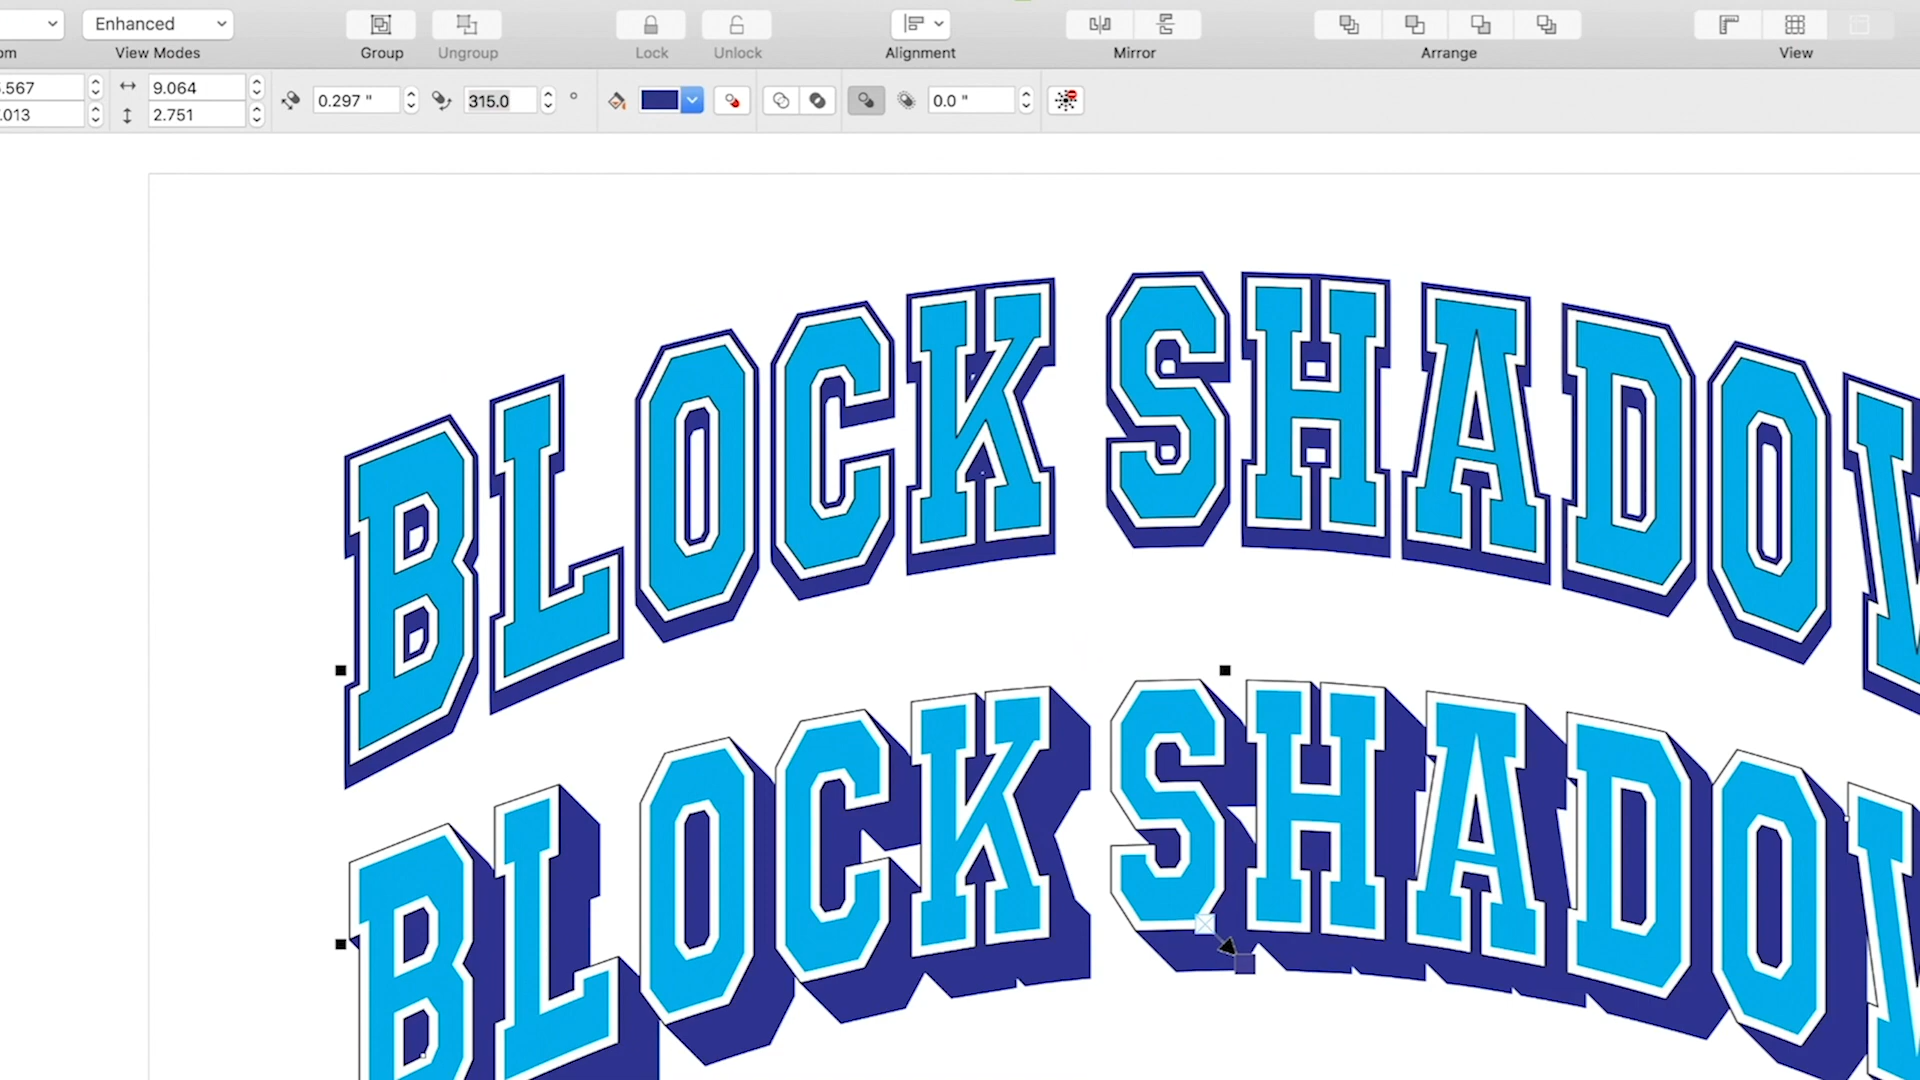 Enhanced
om
View Modes
Group
Ungroup
Lock
Unlock
Alignment
Mirror
Arrange
View
.567
9.064
0.297 "
315.0
°
0.0 "
.013
2.751
BLOCK SHADOW
BLOCK SHADOW